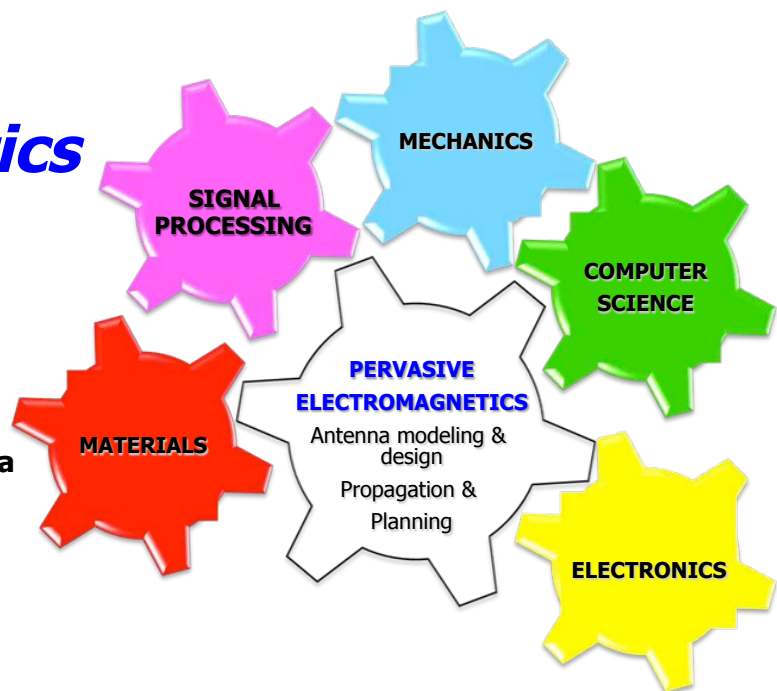 ics
MECHANICS
SIGNAL
PROCESSING
COMPUTER
SCIENCE
PERVASIVE
ELECTROMAGNETICS
Antenna modeling &
design
Propagation &
Planning
MATERIALS
a
ELECTRONICS